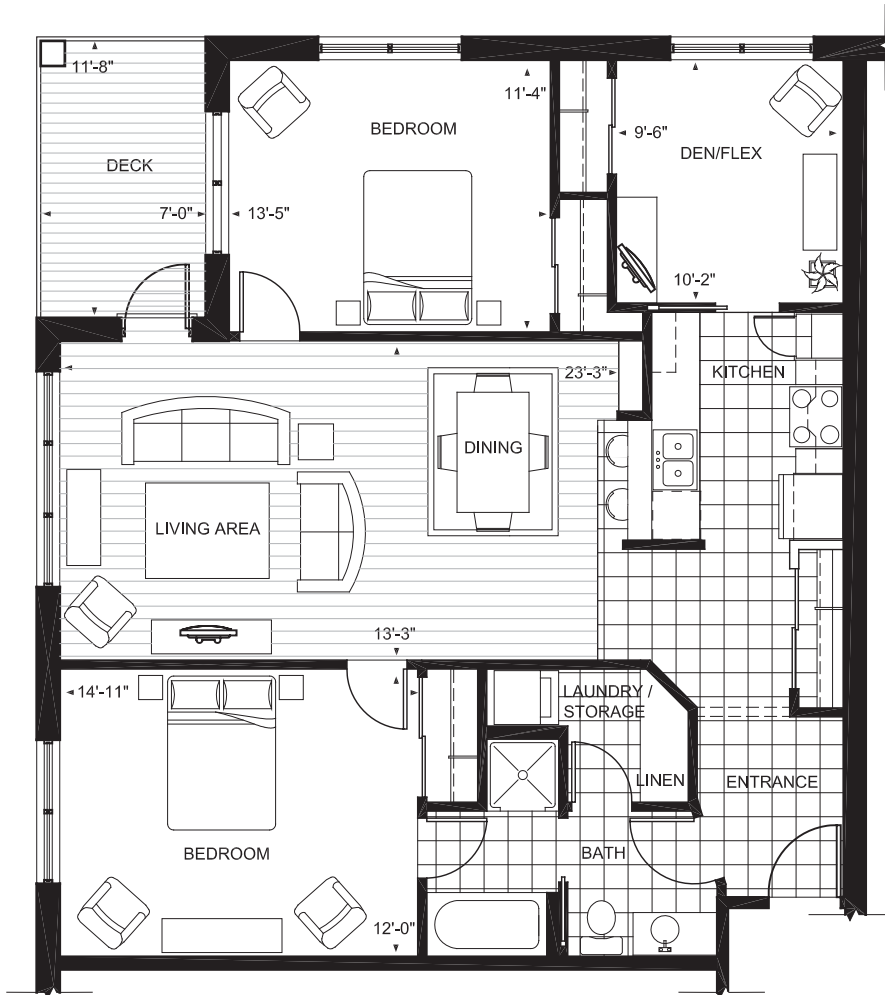 11'-8"
DECK
7'-0"
BEDROOM
11'-4"
13'-5"
9'-6"
DEN/FLEX
10'-2"
23'-3"
KITCHEN
DINING
LIVING AREA
13'-3"
14'-11"
BEDROOM
12'-0"
LAUNDRY /
STORAGE
LINEN
ENTRANCE
BATH